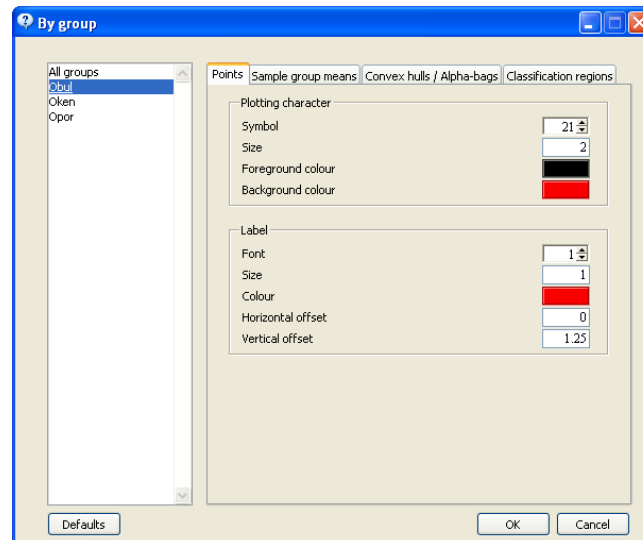 By group
All groups
Obul
Oken
Opor
Points Sample group means Convex hulls / Alpha-bags Classification regions
Plotting character
Symbol 21
Size 2
Foreground colour
Background colour
Label
Font 1
Size 1
Colour
Horizontal offset 0
Vertical offset 1.25
Defaults OK Cancel